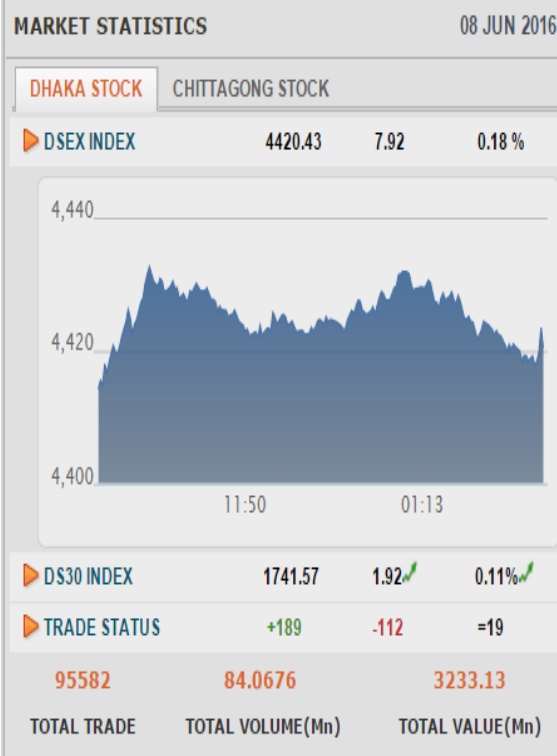 MARKET STATISTICS 08 JUN 2016
DHAKA STOCK CHITTAGONG STOCK
DSEX INDEX 4420.43 7.92 0.18 %
4,440
4,420
4,400
11:50 01:13
DS30 INDEX 1741.57 1.92 0.11%
TRADE STATUS +189 -112 =19
95582 84.0676 3233.13
TOTAL TRADE TOTAL VOLUME(Mn) TOTAL VALUE(Mn)